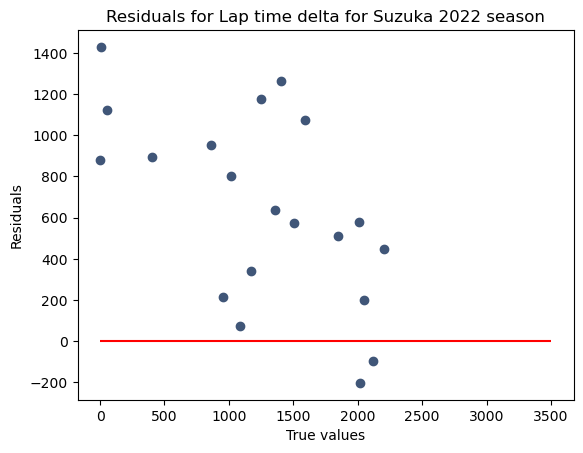 Residuals for Lap time delta for Suzuka 2022 season
1400
1200
1000
800
600
400
200
0
−200
Residuals
0 500 1000 1500 2000 2500 3000 3500
True values